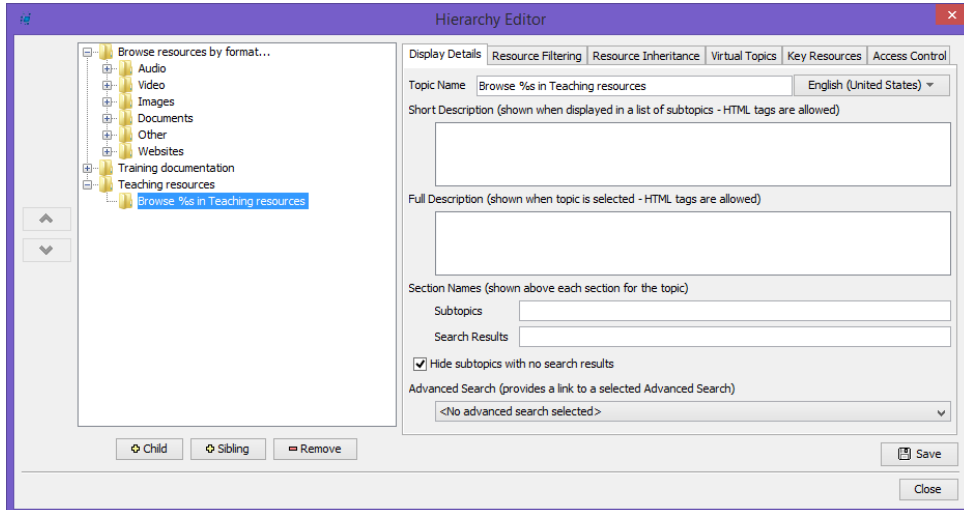 Hierarchy Editor
Browse resources by format...
Audio
Video
Images
Documents
Other
Websites
Training documentation
Teaching resources
Browse %s in Teaching resources
Child
Sibling
Remove
Display Details
Resource Filtering
Resource Inheritance
Virtual Topics
Key Resources
Access Control
Topic Name
Browse %s in Teaching resources
English (United States)
Short Description (shown when displayed in a list of subtopics - HTML tags are allowed)
Full Description (shown when topic is selected - HTML tags are allowed)
Section Names (shown above each section for the topic)
Subtopics
Search Results
Hide subtopics with no search results
Advanced Search (provides a link to a selected Advanced Search)
<No advanced search selected>
Save
Close